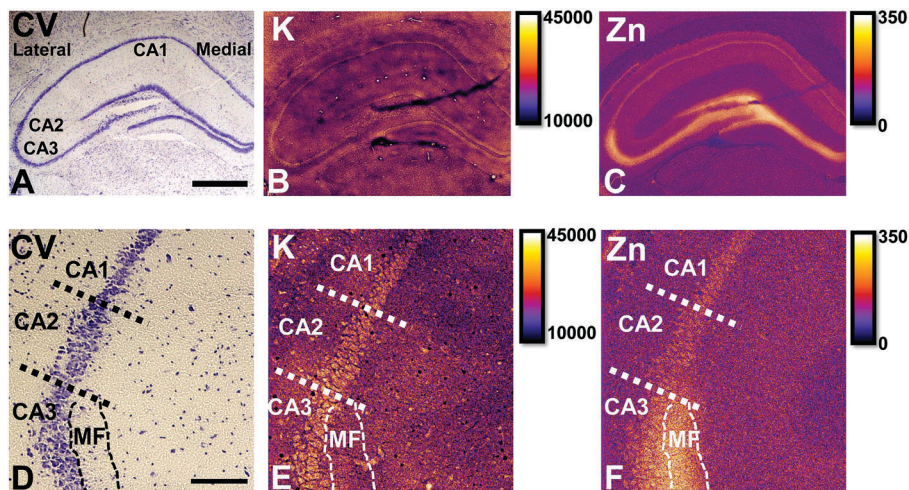 CV
Lateral
CA1
Medial
CA2
CA3
A
K
B
45000
10000
Zn
C
350
0
CV
CA1
CA2
CA3
MF
D
K
CA1
CA2
CA3
MF
E
45000
10000
Zn
CA1
CA2
CA3
MF
F
350
0